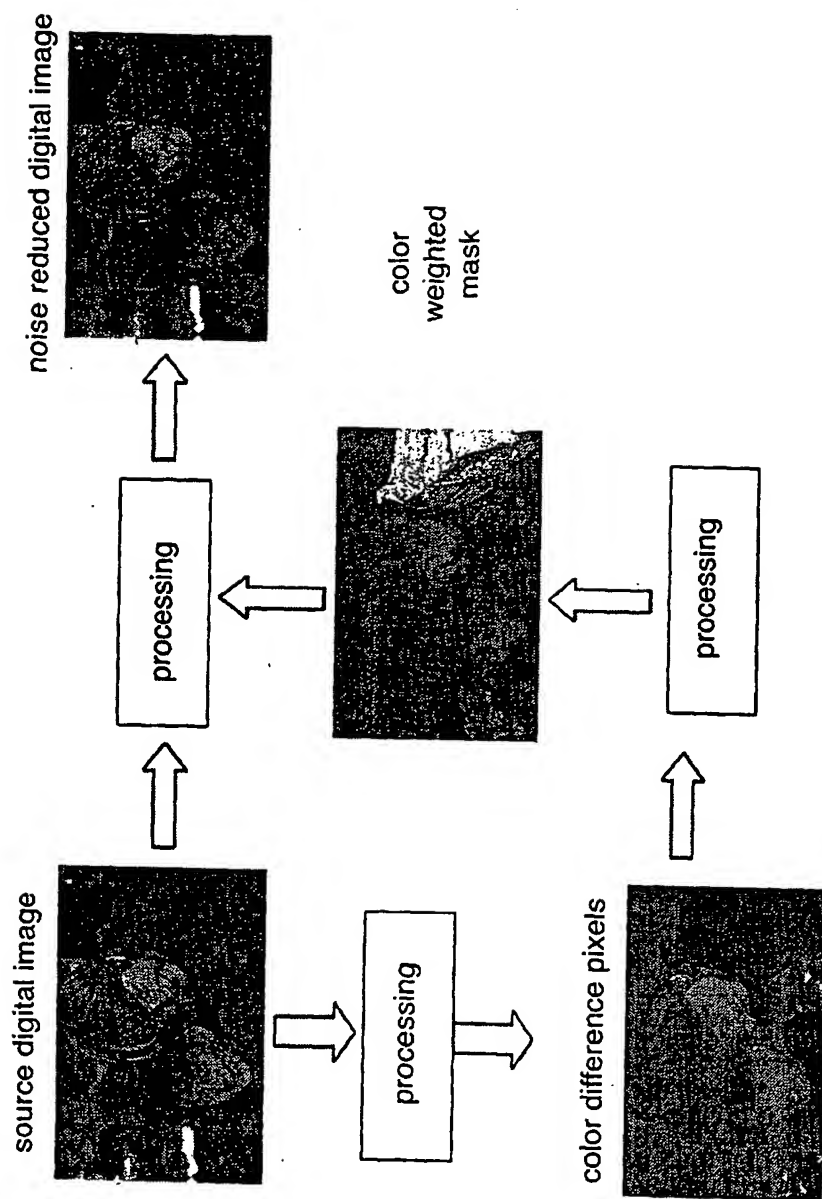 source digital image
noise reduced digital image
processing
processing
color
weighted
mask
color difference pixels
processing